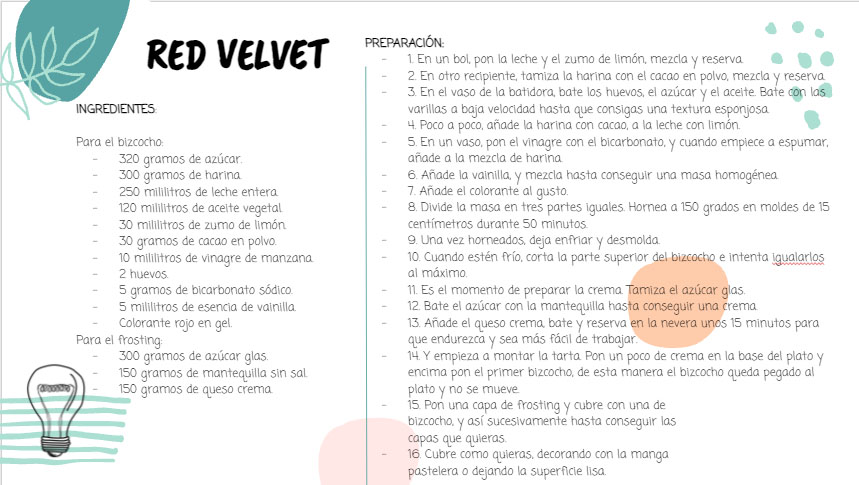 RED VELVET
INGREDIENTES:
Para el bizcocho:
- 320 gramos de azúcar.
- 300 gramos de harina.
- 250 mililitros de leche entera.
- 120 mililitros de aceite vegetal.
- 30 mililitros de zumo de limón.
- 30 gramos de cacao en polvo.
- 10 mililitros de vinagre de manzana.
- 2 huevos.
- 5 gramos de bicarbonato sódico.
- 5 mililitros de esencia de vainilla.
- Colorante rojo en gel.
Para el frosting:
- 300 gramos de azúcar glas.
- 150 gramos de mantequilla sin sal.
- 150 gramos de queso crema.
PREPARACIÓN:
- 1. En un bol, pon la leche y el zumo de limón, mezcla y reserva.
- 2. En otro recipiente, tamiza la harina con el cacao en polvo, mezcla y reserva.
- 3. En el vaso de la batidora, bate los huevos, el azúcar y el aceite. Bate con las
varillas a baja velocidad hasta que consigas una textura esponjosa.
- 4. Poco a poco, añade la harina con cacao, a la leche con limón.
- 5. En un vaso, pon el vinagre con el bicarbonato, y cuando empiece a espumar,
añade a la mezcla de harina.
- 6. Añade la vainilla, y mezcla hasta conseguir una masa homogénea.
- 7. Añade el colorante al gusto.
- 8. Divide la masa en tres partes iguales. Hornea a 150 grados en moldes de 15
centímetros durante 50 minutos.
- 9. Una vez horneados, deja enfriar y desmolda.
- 10. Cuando estén frío, corta la parte superior del bizcocho e intenta igualarlos
al máximo.
- 11. Es el momento de preparar la crema. Tamiza el azúcar glas.
- 12. Bate el azúcar con la mantequilla hasta conseguir una crema.
- 13. Añade el queso crema, bate y reserva en la nevera unos 15 minutos para
que endurezca y sea más fácil de trabajar.
- 14. Y empieza a montar la tarta. Pon un poco de crema en la base del plato y
encima pon el primer bizcocho, de esta manera el bizcocho queda pegado al
plato y no se mueve.
- 15. Pon una capa de frosting y cubre con una de
bizcocho, y así sucesivamente hasta conseguir las
capas que quieras.
- 16. Cubre como quieras, decorando con la manga
pastelera o dejando la superficie lisa.